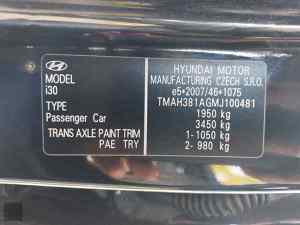 HYUNDAI
MODEL
i30
TYPE
Passenger Car
TRANS AXLE PAINT TRIM
PAE TRY
HYUNDAI MOTOR
MANUFACTURING CZECH S.R.O.
e5*2007/46*1075
TMAH381AGMJ100481
1950 kg
3450 kg
1-1050 kg
2- 980 kg